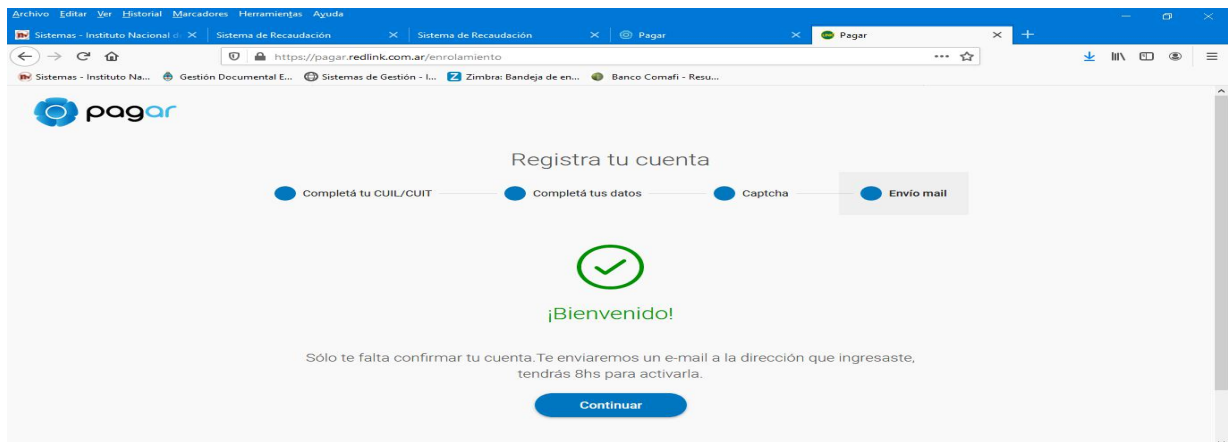 Archivo Editar Ver Historial Marcadores Herramientas Ayuda
Sistemas - Instituto Nacional d Sistema de Recaudación Sistema de Recaudación Pagar Pagar
https://pagar.redlink.com.ar/enrolamiento
Sistemas - Instituto Na... Gestión Documental E... Sistemas de Gestión - I... Zimbra: Bandeja de en... Banco Comafi - Resu...
pagar
Registra tu cuenta
Completá tu CUIL/CUIT Completá tus datos Captcha Envío mail
¡Bienvenido!
Sólo te falta confirmar tu cuenta.Te enviaremos un e-mail a la dirección que ingresaste,
tendrás 8hs para activarla.
Continuar